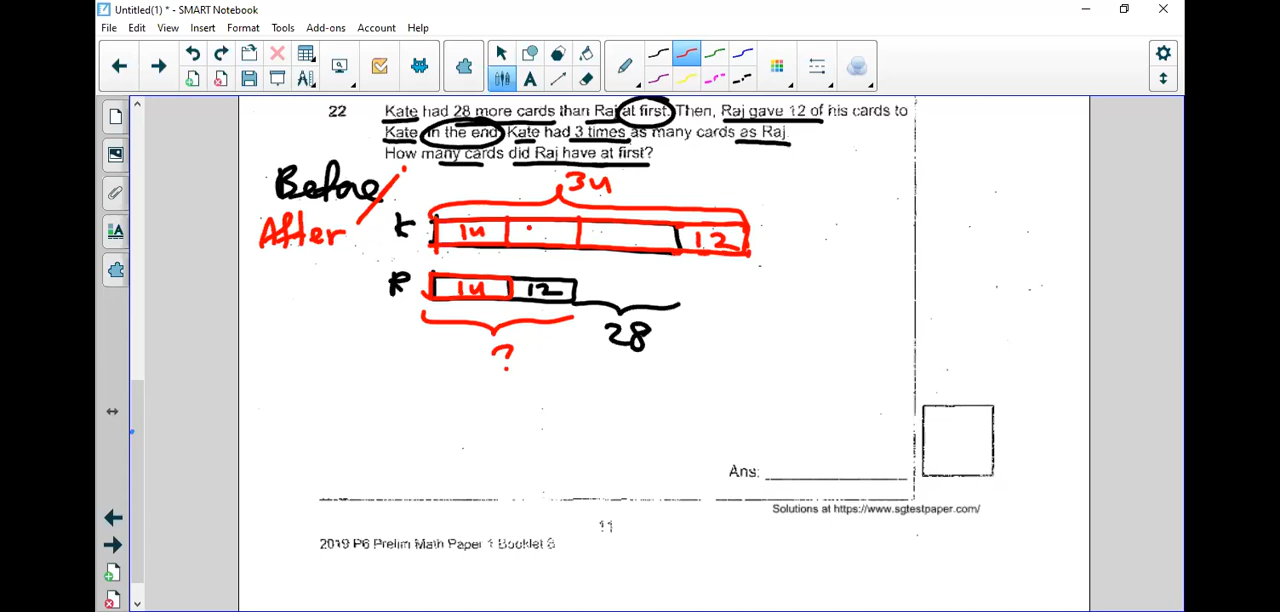 Untitled(1) * - SMART Notebook
File Edit View Insert Format Tools Add-ons Account Help
22 Kate had 28 more cards than Raj at first. Then, Raj gave 12 of his cards to
Kate. In the end, Kate had 3 times as many cards as Raj.
How many cards did Raj have at first?
Before
After
3u
K 1u 12
R 1u 12
28
?
Ans:
Solutions at https://www.sgtestpaper.com/
11
2019 P6 Prelim Math Paper 1 Booklet B